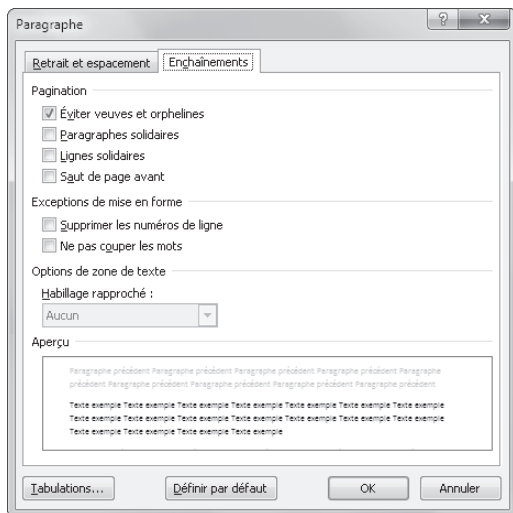 Paragraphe
Retrait et espacement Enchaînements
Pagination
Éviter veuves et orphelines
Paragraphes solidaires
Lignes solidaires
Saut de page avant
Exceptions de mise en forme
Supprimer les numéros de ligne
Ne pas couper les mots
Options de zone de texte
Habillage rapproché :
Aucun
Aperçu
Paragraphe précédent Paragraphe précédent Paragraphe précédent Paragraphe précédent Paragraphe
précédent Paragraphe précédent Paragraphe précédent Paragraphe précédent Paragraphe précédent
Texte exemple Texte exemple Texte exemple Texte exemple Texte exemple Texte exemple Texte exemple
Texte exemple Texte exemple Texte exemple Texte exemple Texte exemple Texte exemple Texte exemple
Texte exemple Texte exemple Texte exemple Texte exemple
Tabulations... Définir par défaut OK Annuler